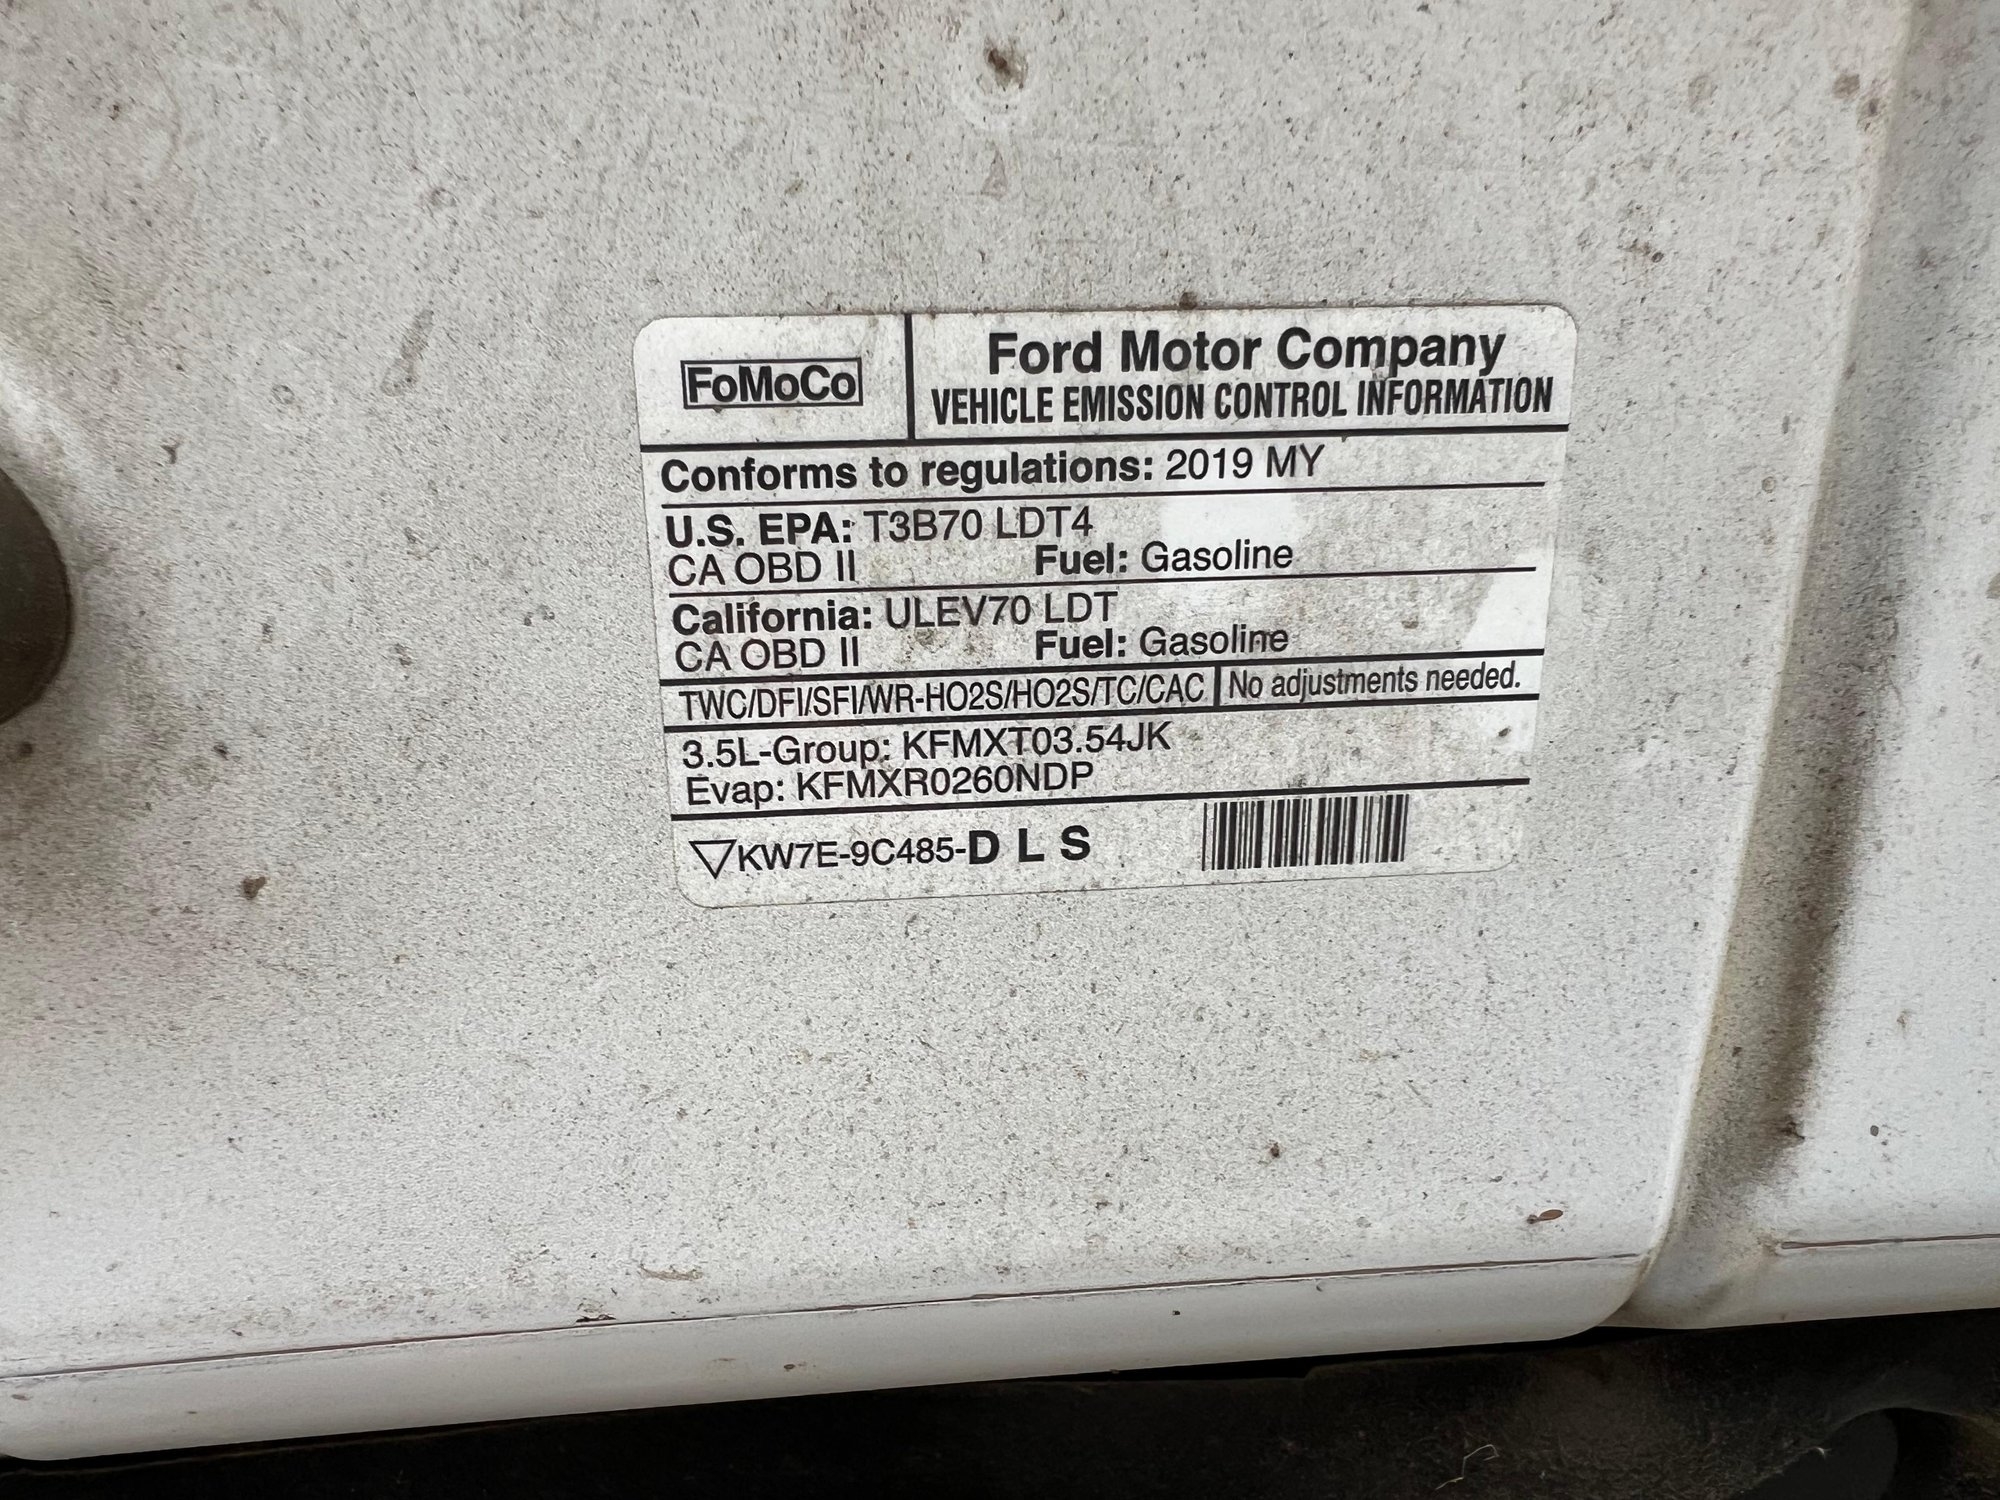 FoMoCo
Ford Motor Company
VEHICLE EMISSION CONTROL INFORMATION
Conforms to regulations: 2019 MY
U.S. EPA: T3B70 LDT4
CA OBD II Fuel: Gasoline
California: ULEV70 LDT
CA OBD II Fuel: Gasoline
TWC/DFI/SFI/WR-HO2S/HO2S/TC/CAC No adjustments needed.
3.5L-Group: KFMXT03.54JK
Evap: KFMXR0260NDP
KW7E-9C485-D L S